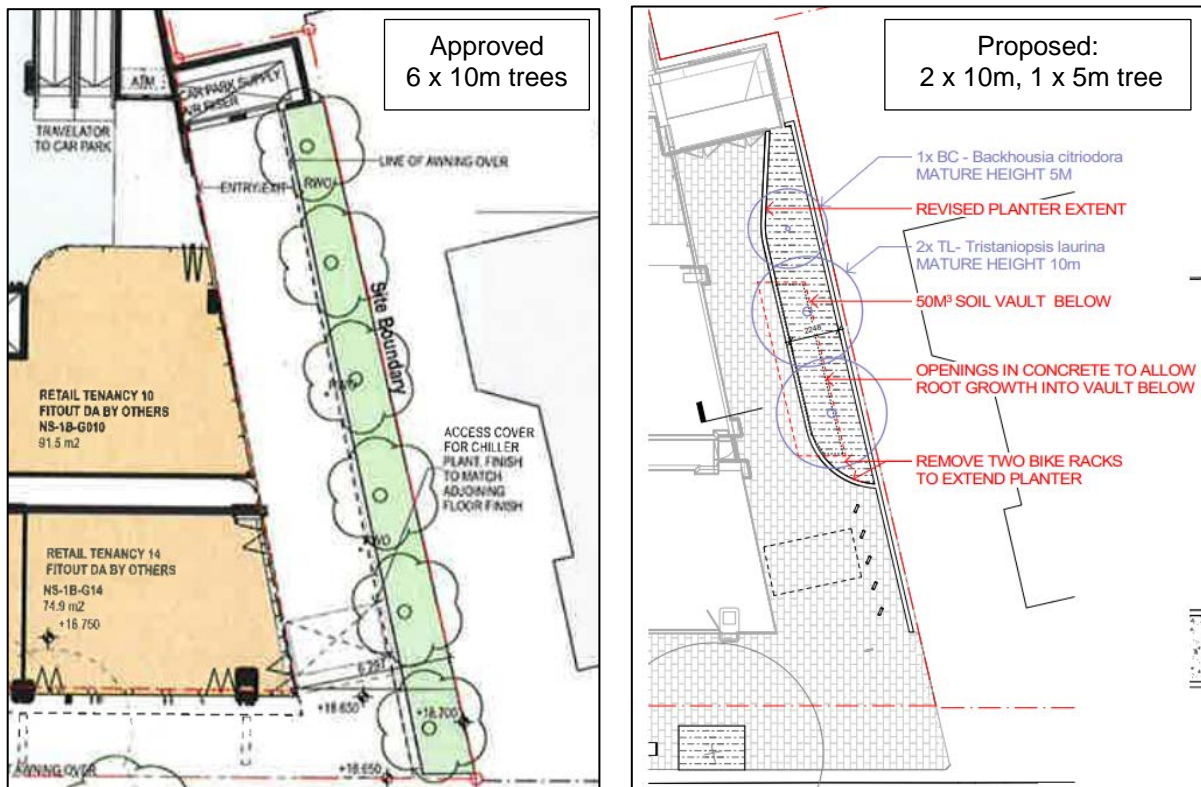 Approved
6 x 10m trees
ATM
CAR PARK SUPPLY
AIR RISER
TRAVELATOR
TO CAR PARK
LINE OF AWNING OVER
ENTRY-EXIT
RWO
Site Boundary
RETAIL TENANCY 10
FITOUT DA BY OTHERS
NS-1B-G010
91.5 m2
RWO
ACCESS COVER
FOR CHILLER
PLANT. FINISH
TO MATCH
ADJOINING
FLOOR FINISH
RWO
RETAIL TENANCY 14
FITOUT DA BY OTHERS
NS-1B-G14
74.9 m2
+18.750
+18.650
+18.700
+18.650
AWNING OVER
Proposed:
2 x 10m, 1 x 5m tree
1x BC - Backhousia citriodora
MATURE HEIGHT 5M
REVISED PLANTER EXTENT
2x TL- Tristaniopsis laurina
MATURE HEIGHT 10m
50M³ SOIL VAULT BELOW
2248
OPENINGS IN CONCRETE TO ALLOW
ROOT GROWTH INTO VAULT BELOW
REMOVE TWO BIKE RACKS
TO EXTEND PLANTER